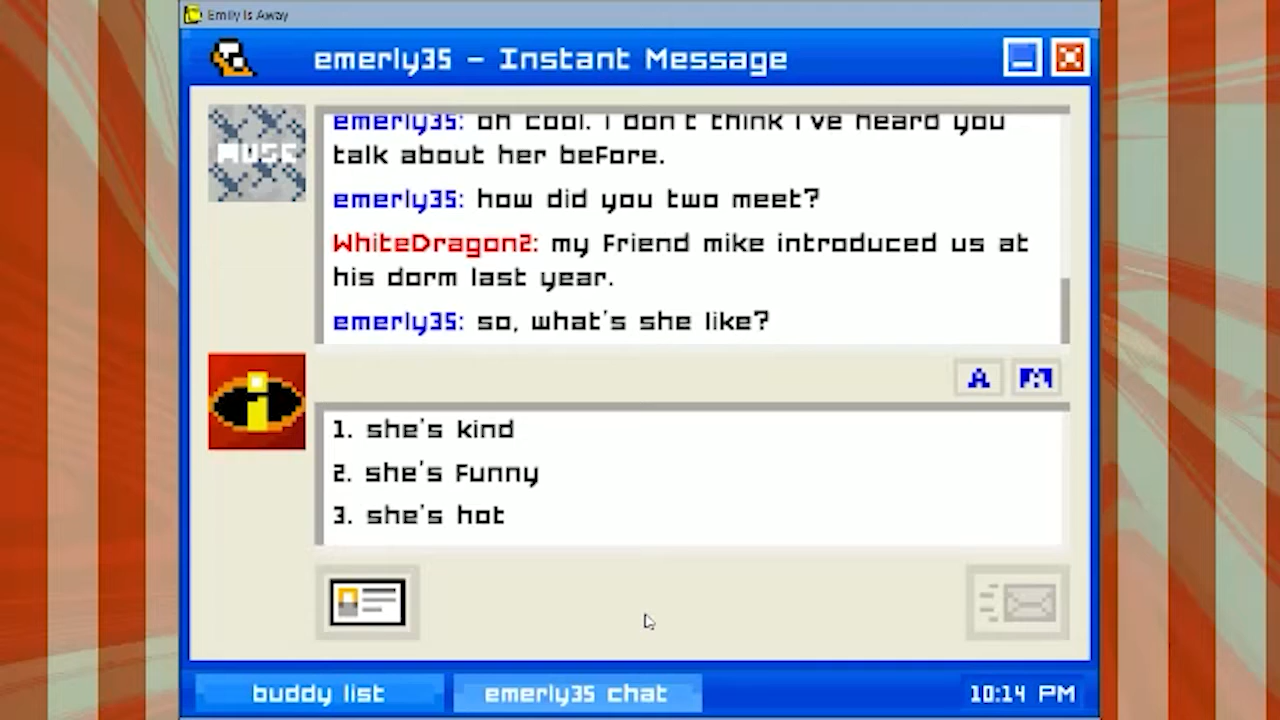 Emily is Away
emerly35 – Instant Message
MUSE
emerly35: oh cool. i don't think i've heard you
talk about her before.
emerly35: how did you two meet?
WhiteDragon2: my friend mike introduced us at
his dorm last year.
emerly35: so, what's she like?
A
1. she's kind
2. she's funny
3. she's hot
buddy list
emerly35 chat
10:14 PM